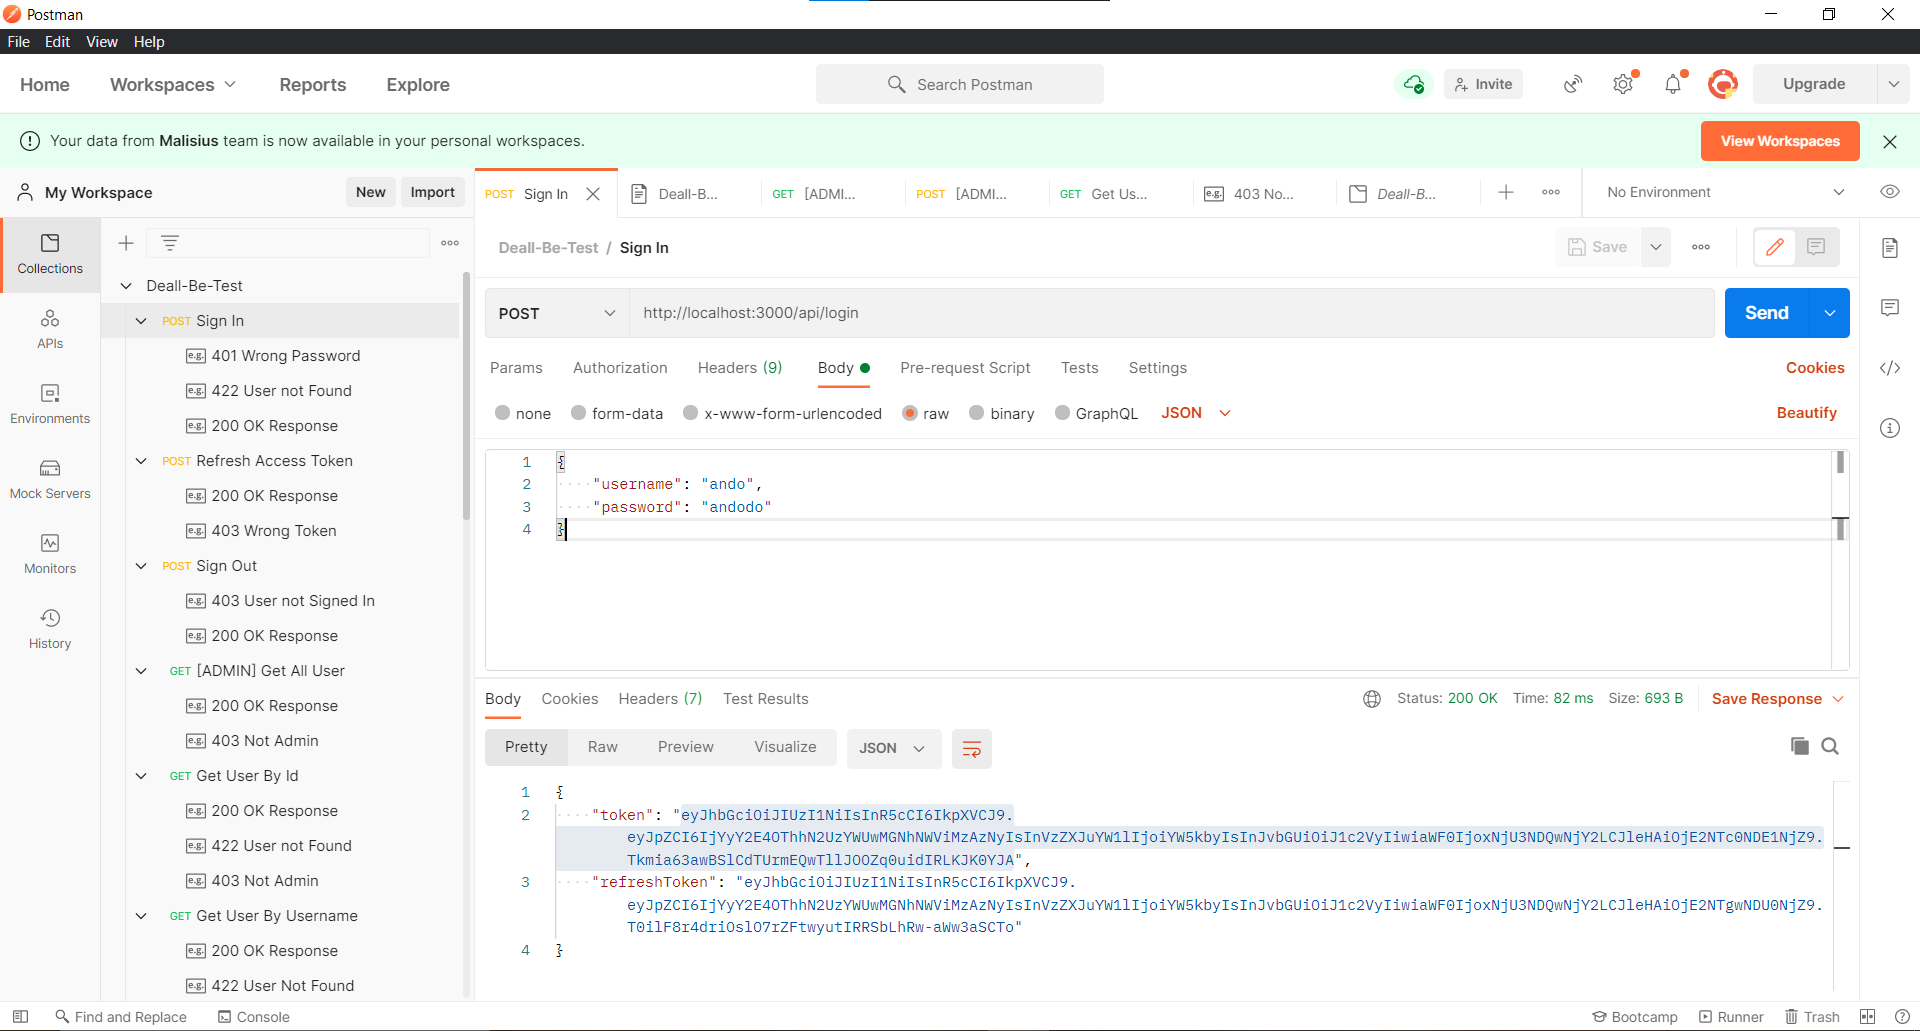 Postman
File Edit View Help
Home Workspaces Reports Explore Search Postman Invite Upgrade
Your data from Malisius team is now available in your personal workspaces. View Workspaces
My Workspace New Import
POST Sign In Deall-B... GET [ADMI... POST [ADMI... GET Get Us... e.g. 403 No... Deall-B... No Environment
Collections
APIs
Environments
Mock Servers
Monitors
History
Deall-Be-Test
POST Sign In
e.g. 401 Wrong Password
e.g. 422 User not Found
e.g. 200 OK Response
POST Refresh Access Token
e.g. 200 OK Response
e.g. 403 Wrong Token
POST Sign Out
e.g. 403 User not Signed In
e.g. 200 OK Response
GET [ADMIN] Get All User
e.g. 200 OK Response
e.g. 403 Not Admin
GET Get User By Id
e.g. 200 OK Response
e.g. 422 User not Found
e.g. 403 Not Admin
GET Get User By Username
e.g. 200 OK Response
e.g. 422 User Not Found
Deall-Be-Test / Sign In Save
POST http://localhost:3000/api/login Send
Params Authorization Headers (9) Body Pre-request Script Tests Settings Cookies
none form-data x-www-form-urlencoded raw binary GraphQL JSON Beautify
1 {
2 "username": "ando",
3 "password": "andodo"
4 }
Body Cookies Headers (7) Test Results Status: 200 OK Time: 82 ms Size: 693 B Save Response
Pretty Raw Preview Visualize JSON
1 {
2 "token": "eyJhbGciOiJIUzI1NiIsInR5cCI6IkpXVCJ9.
eyJpZCI6IjYyY2E4OThhN2UzYWUwMGNhNWViMzAzNyIsInVzZXJuYW1lIjoiYW5kbyIsInJvbGUiOiJ1c2VyIiwiaWF0IjoxNjU3NDQwNjY2LCJleHAiOjE2NTc0NDE1NjZ9.
Tkmia63awBSlCdTUrmEQwTllJOOZq0uidIRLKJK0YJA",
3 "refreshToken": "eyJhbGciOiJIUzI1NiIsInR5cCI6IkpXVCJ9.
eyJpZCI6IjYyY2E4OThhN2UzYWUwMGNhNWViMzAzNyIsInVzZXJuYW1lIjoiYW5kbyIsInJvbGUiOiJ1c2VyIiwiaWF0IjoxNjU3NDQwNjY2LCJleHAiOjE2NTgwNDU0NjZ9.
T0ilF8r4driOslO7rZFtwyutIRRSbLhRw-aWw3aSCTo"
4 }
Find and Replace Console Bootcamp Runner Trash